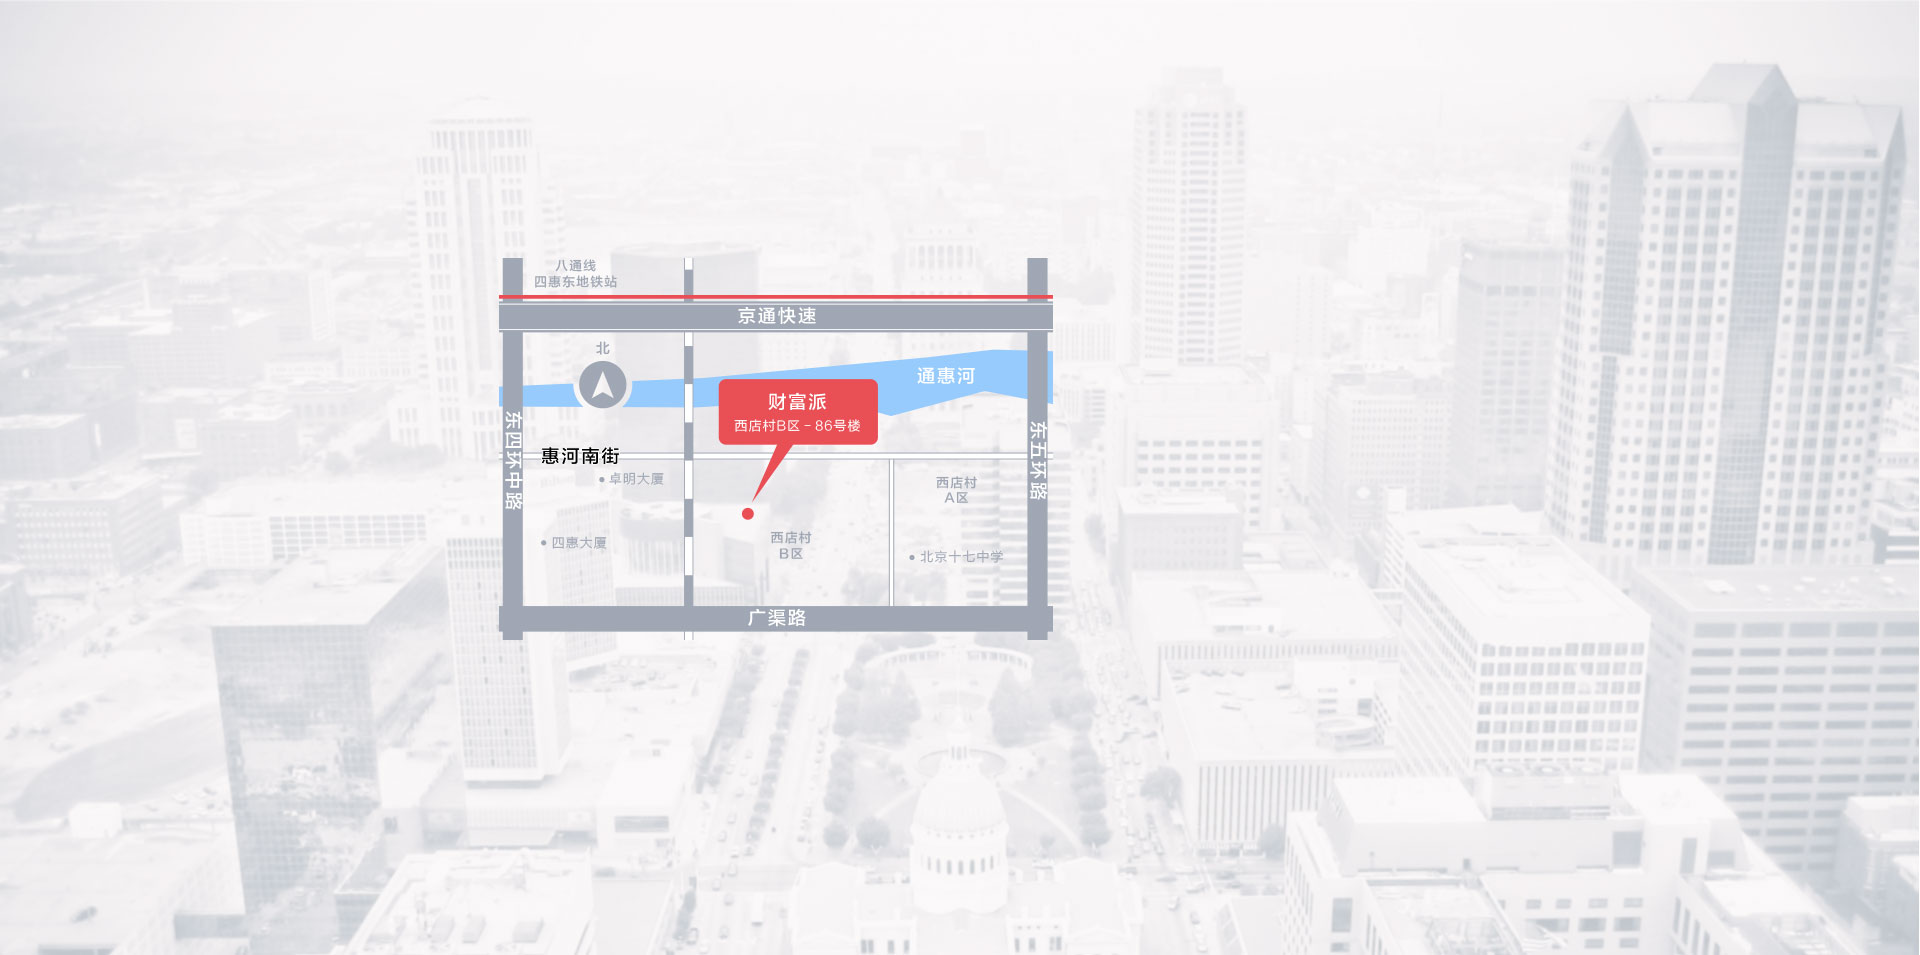 八通线
四惠东地铁站
京通快速
北
通惠河
财富派
西店村B区－86号楼
东四环中路
东五环路
惠河南街
卓明大厦
西店村
A区
四惠大厦
西店村
B区
北京十七中学
广渠路